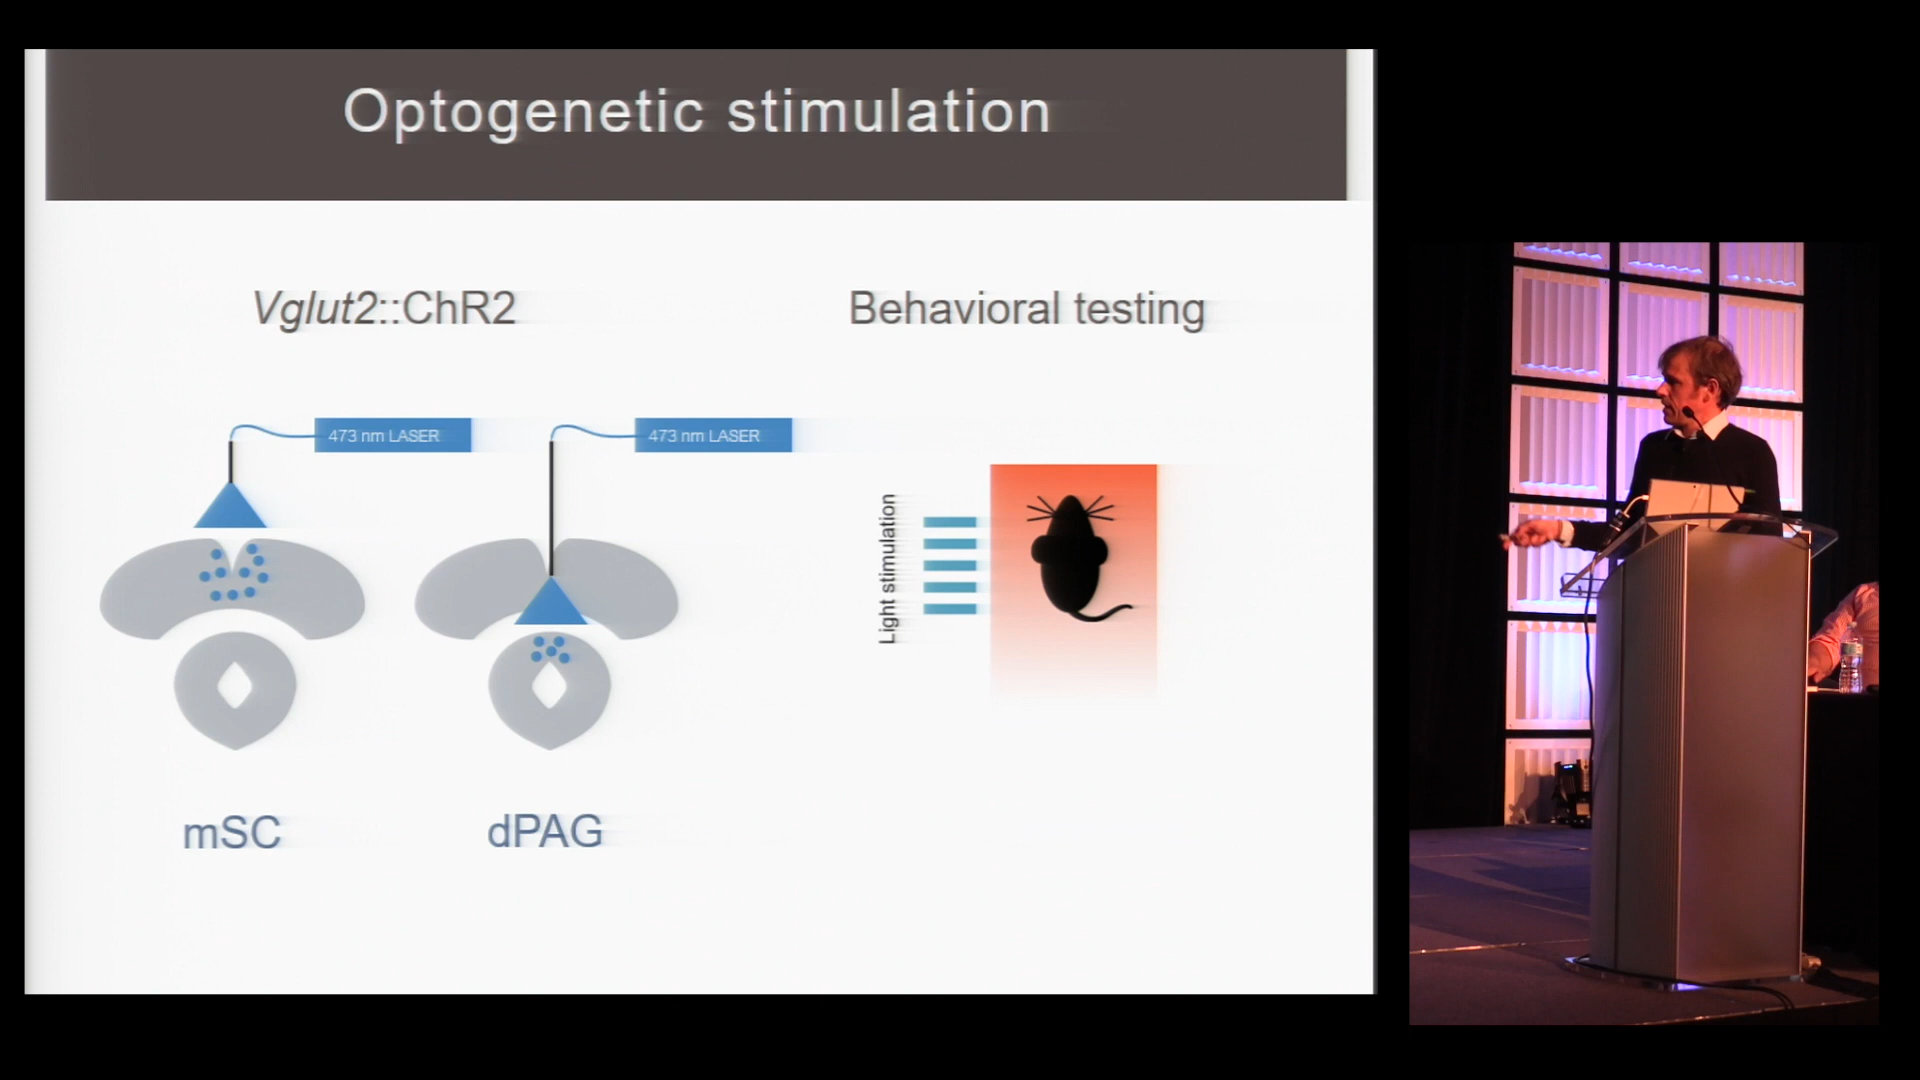 Optogenetic stimulation
Vglut2::ChR2
Behavioral testing
473 nm LASER
473 nm LASER
Light stimulation
mSC
dPAG